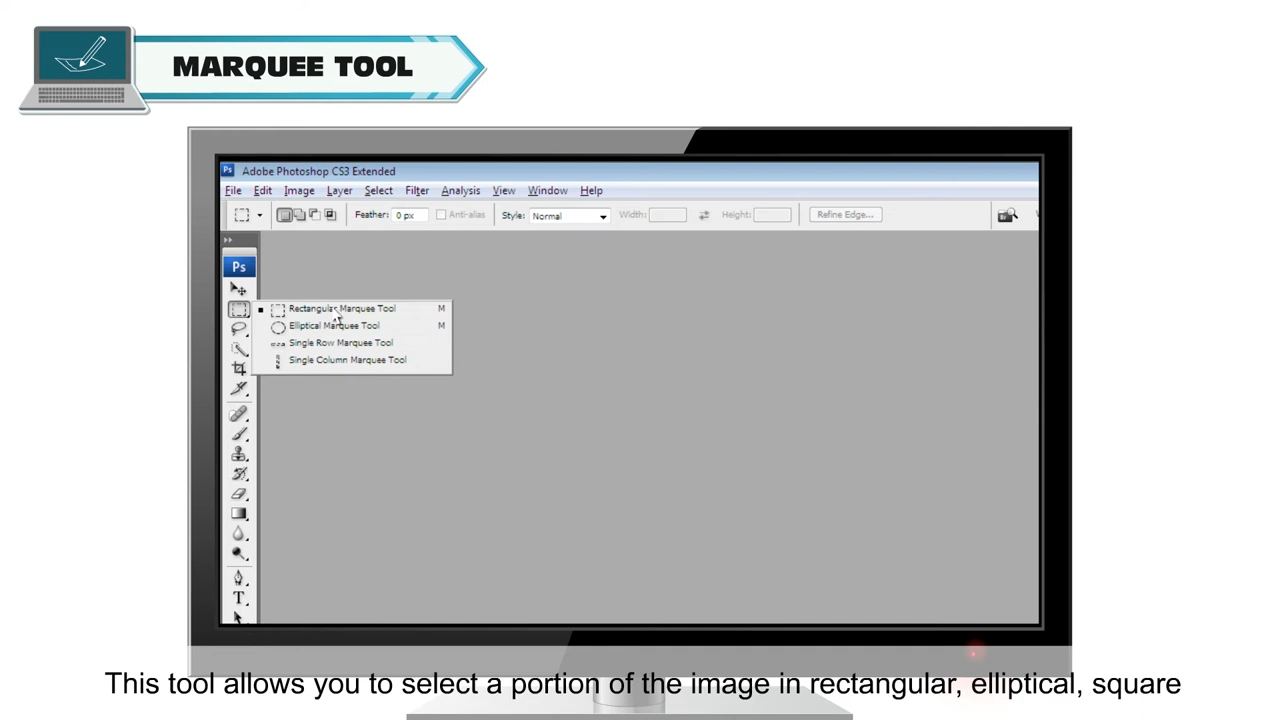 MARQUEE TOOL
Ps Adobe Photoshop CS3 Extended
File Edit Image Layer Select Filter Analysis View Window Help
Feather: 0 px Anti-alias Style: Normal Width: Height: Refine Edge...
Ps
Rectangular Marquee Tool M
Elliptical Marquee Tool M
Single Row Marquee Tool
Single Column Marquee Tool
T
This tool allows you to select a portion of the image in rectangular, elliptical, square